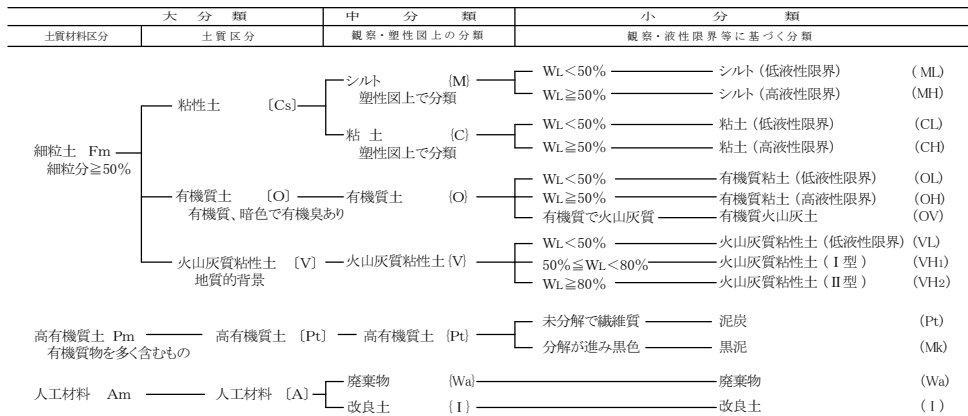 大分類 中分類 小分類
土質材料区分 土質区分 観察・塑性図上の分類 観察・液性限界等に基づく分類
WL<50% シルト（低液性限界） （ML）
シルト {M}
塑性図上で分類
WL≧50% シルト（高液性限界） （MH）
粘性土 〔Cs〕
WL<50% 粘土（低液性限界） （CL）
粘土 {C}
塑性図上で分類
WL≧50% 粘土（高液性限界） （CH）
細粒土 Fm
細粒分≧50%
WL<50% 有機質粘土（低液性限界） （OL）
有機質土 〔O〕 有機質土 {O} WL≧50% 有機質粘土（高液性限界） （OH）
有機質、暗色で有機臭あり 有機質で火山灰質 有機質火山灰土 （OV）
WL<50% 火山灰質粘性土（低液性限界） （VL）
火山灰質粘性土 〔V〕 火山灰質粘性土 {V} 50%≦WL<80% 火山灰質粘性土（Ⅰ型） （VH1）
地質的背景 WL≧80% 火山灰質粘性土（Ⅱ型） （VH2）
未分解で繊維質 泥炭 （Pt）
高有機質土 Pm 高有機質土 〔Pt〕 高有機質土 {Pt}
有機質物を多く含むもの 分解が進み黒色 黒泥 （Mk）
廃棄物 {Wa} 廃棄物 （Wa）
人工材料 Am 人工材料 〔A〕
改良土 {I} 改良土 （I）